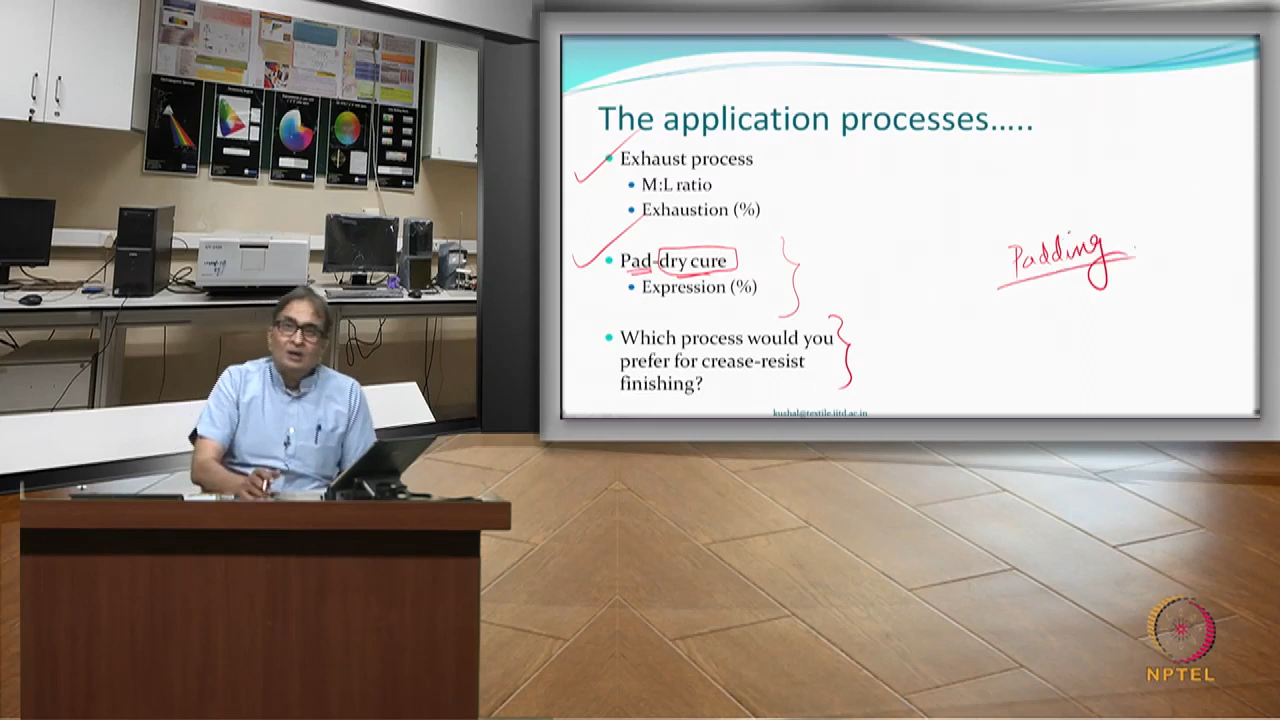 The application processes…..
Exhaust process
M:L ratio
Exhaustion (%)
Pad-dry cure
Expression (%)
Padding
Which process would you
prefer for crease-resist
finishing?
kushal@textile.iitd.ac.in
NPTEL